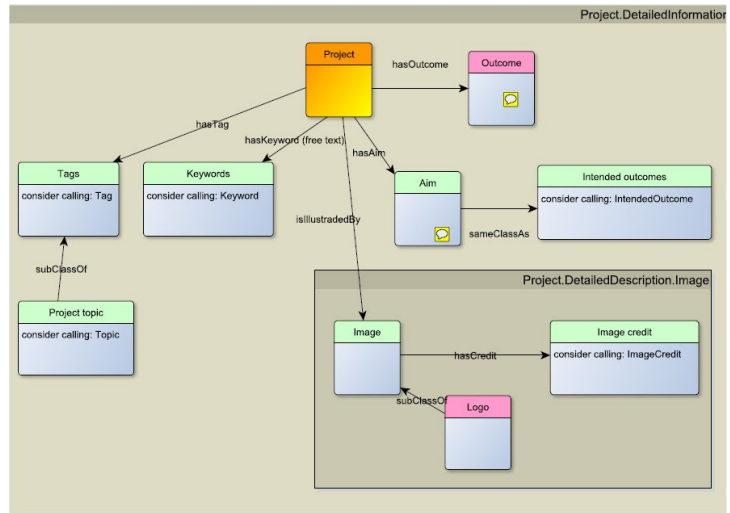 Project.DetailedInformation
Project
hasOutcome
Outcome
hasTag
hasKeyword (free text)
hasAim
Tags
consider calling: Tag
Keywords
consider calling: Keyword
Aim
Intended outcomes
consider calling: IntendedOutcome
isIllustradedBy
sameClassAs
subClassOf
Project.DetailedDescription.Image
Project topic
consider calling: Topic
Image
hasCredit
Image credit
consider calling: ImageCredit
subClassOf
Logo